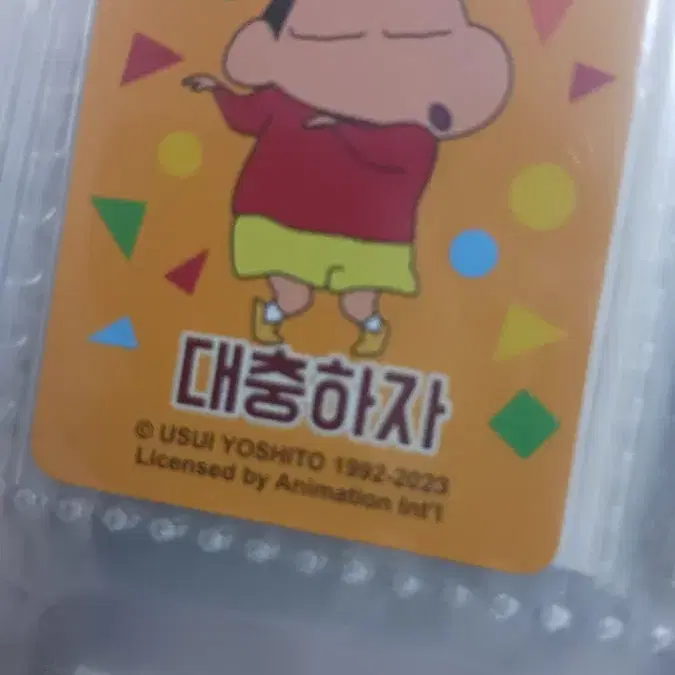 대충하자
© USUI YOSHITO 1992-2023
Licensed by Animation Int'l